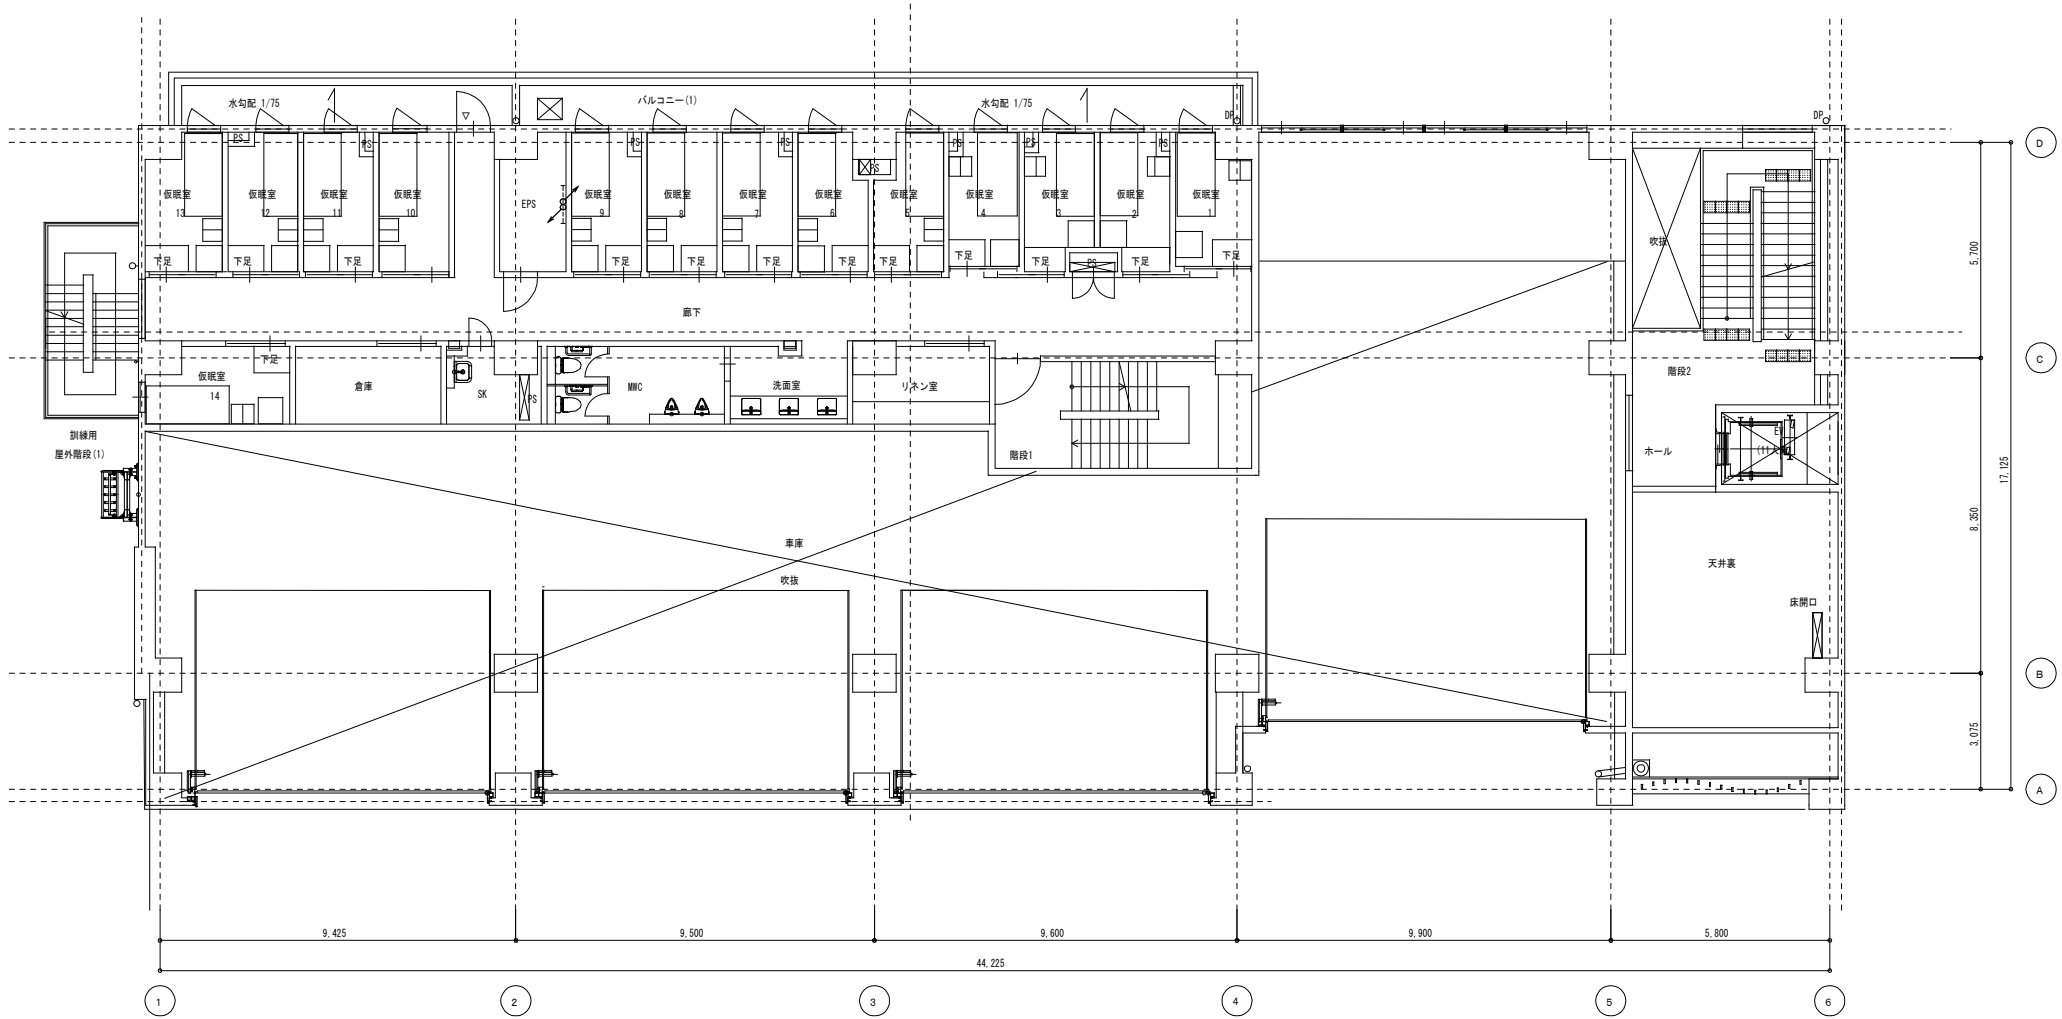 水勾配 1/75
バルコニー(1)
水勾配 1/75
DP
DP
PS
PS
PS
PS
PS
PS
PS
PS
仮眠室
13
仮眠室
12
仮眠室
11
仮眠室
10
EPS
仮眠室
9
仮眠室
8
仮眠室
7
仮眠室
6
仮眠室
5
仮眠室
4
仮眠室
3
仮眠室
2
仮眠室
1
吹抜
下足
下足
下足
下足
下足
下足
下足
下足
下足
PS
下足
下足
廊下
仮眠室
14
下足
倉庫
SK
PS
MWC
洗面室
リネン室
階段1
階段2
ホール
EV
訓練用
屋外階段(1)
車庫
吹抜
天井裏
床開口
D
C
B
A
5,700
8,350
3,075
17,125
9,425
9,500
9,600
9,900
5,800
44,225
1
2
3
4
5
6